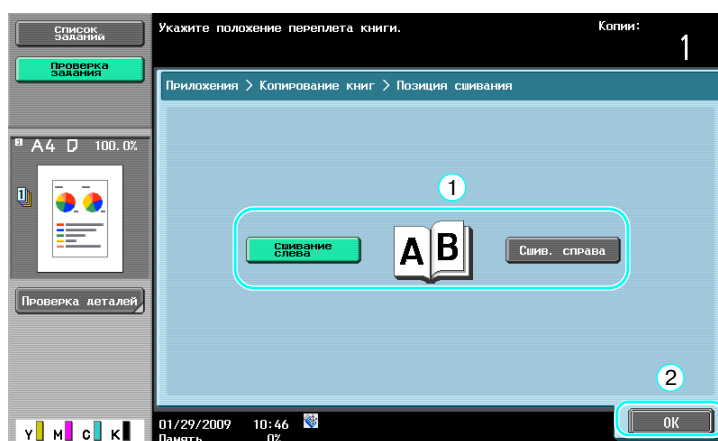 Список
заданий
Проверка
задания
Укажите положение переплета книги.
Копии:
1
Приложения > Копирование книг > Позиция сшивания
A4 100.0%
1
1
Сшивание
слева
A B
Сшив. справа
Проверка деталей
2
OK
Y M C K
01/29/2009 10:46
Память 0%